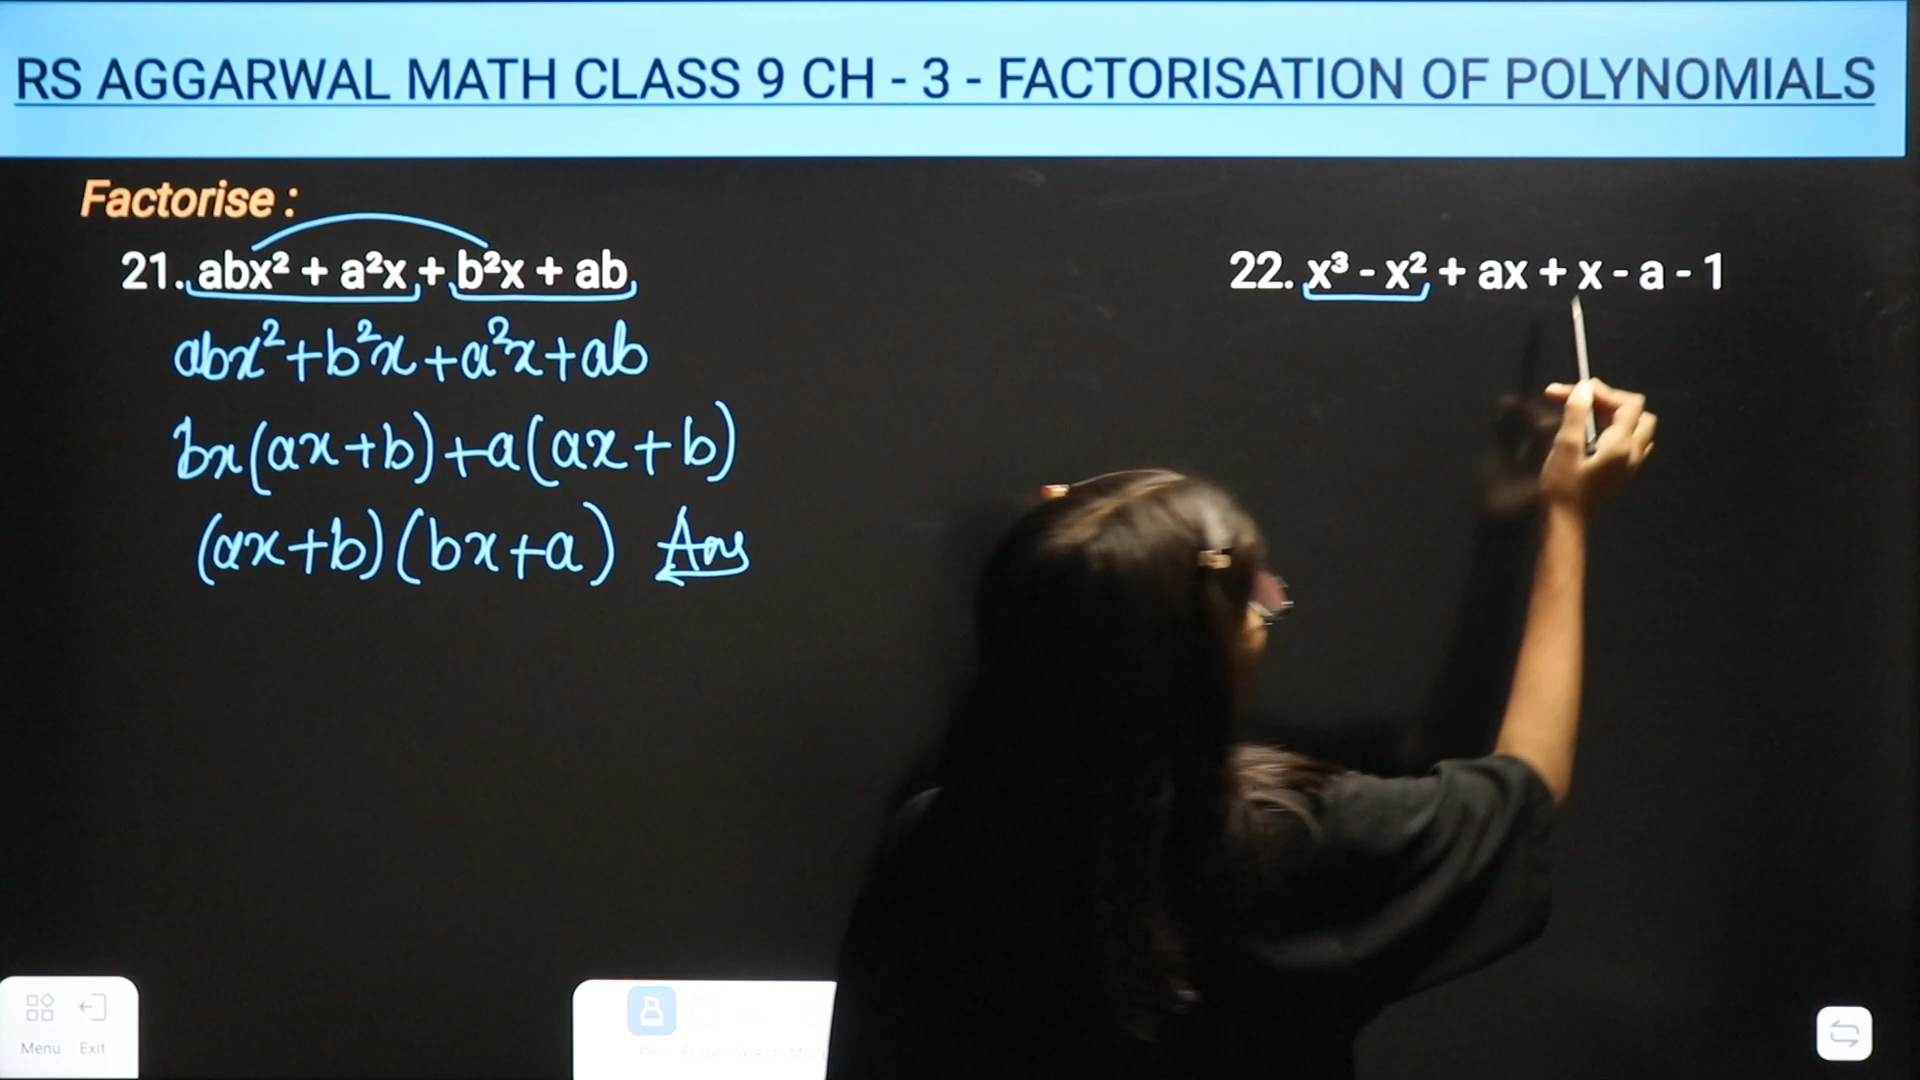 RS AGGARWAL MATH CLASS 9 CH - 3 - FACTORISATION OF POLYNOMIALS
Factorise :
21. abx² + a²x + b²x + ab
abx²+b²x+a²x+ab
bx(ax+b)+a(ax+b)
(ax+b)(bx+a) Ans
22. x³ - x² + ax + x - a - 1
Menu Exit